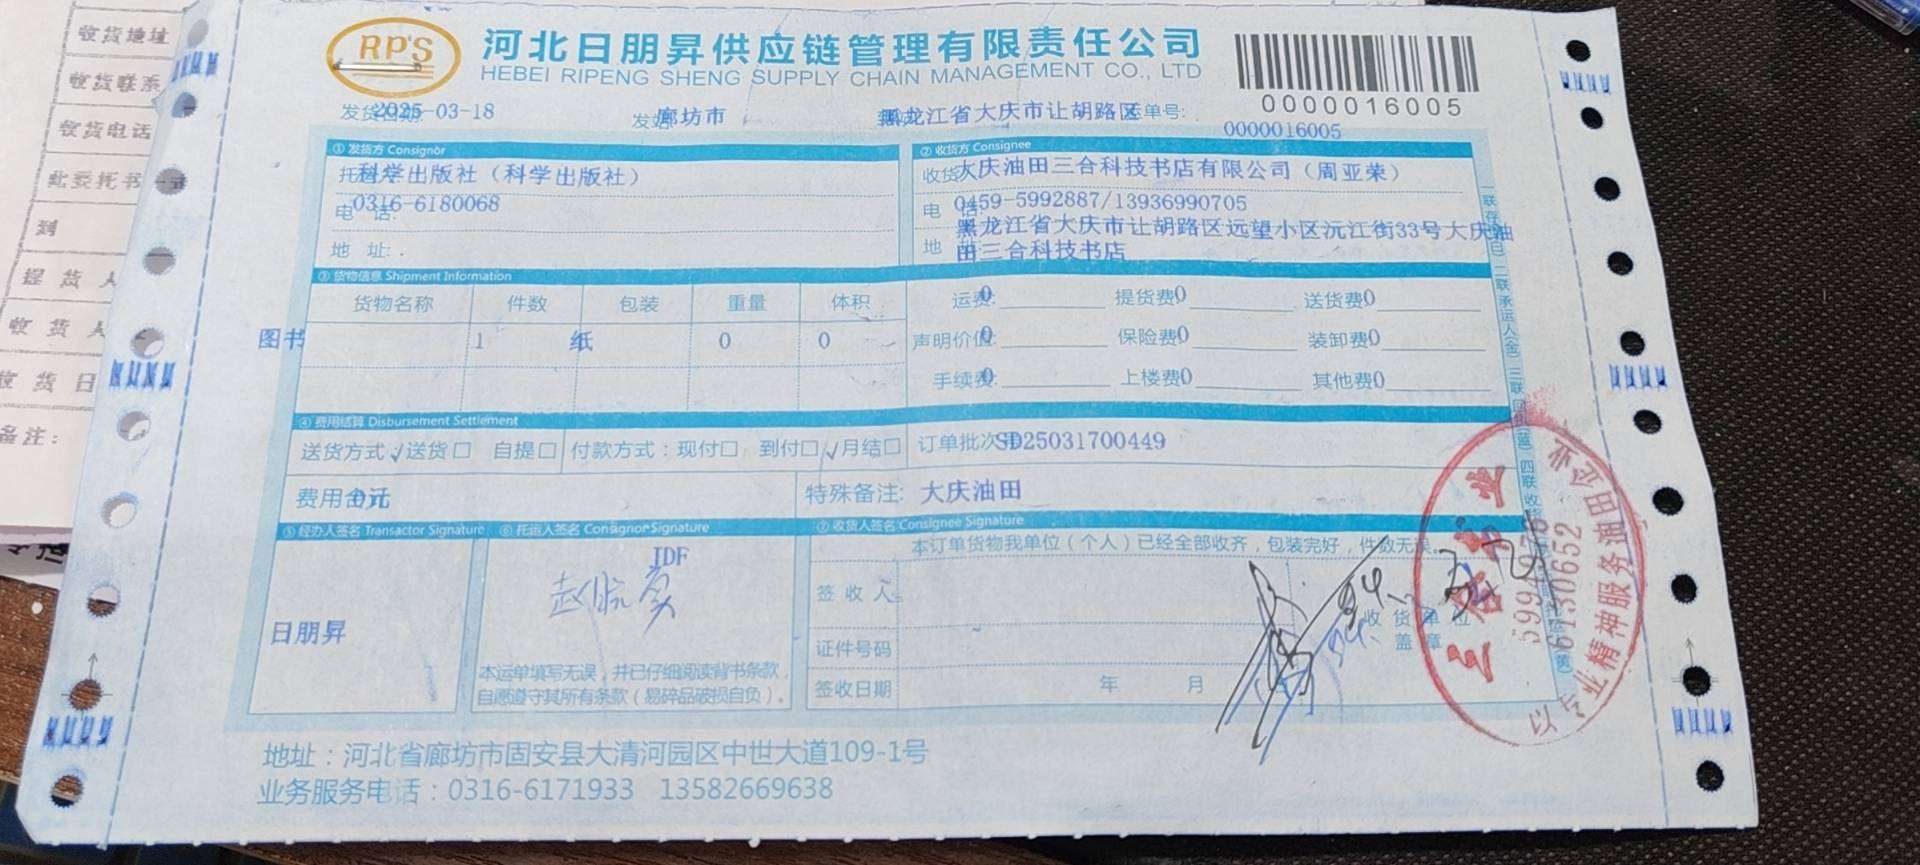 收货地址
收货联系
收货电话
此委托书
到
提货人
收货人
收货日
备注:
RP'S
河北日朋昇供应链管理有限责任公司
HEBEI RIPENG SHENG SUPPLY CHAIN MANAGEMENT CO., LTD
0000016005
2025-03-18 廊坊市 黑龙江省大庆市让胡路区 单号: 0000016005
① 发货方 Consignor
科学出版社（科学出版社）
电 话: 0316-6180068
地 址:
② 收货方 Consignee
大庆油田三合科技书店有限公司（周亚荣）
电 0459-5992887/13936990705
地 黑龙江省大庆市让胡路区远望小区沅江街33号大庆油
田三合科技书店
③ 货物信息 Shipment Information
货物名称 件数 包装 重量 体积
图书 1 纸 0 0
运费: 0 提货费 0 送货费 0
声明价值: 0 保险费 0 装卸费 0
手续费: 0 上楼费 0 其他费 0
④ 费用结算 Disbursement Settlement
送货方式 √送货□ 自提□ 付款方式：现付□ 到付□ √月结□
订单批次 SD25031700449
费用合 0元
特殊备注: 大庆油田
⑤ 经办人签名 Transactor Signature
日朋昇
⑥ 托运人签名 Consignor Signature
JDF
本运单填写无误，并已仔细阅读背书条款，
自愿遵守其所有条款（易碎品破损自负）。
⑦ 收货人签名 Consignee Signature
本订单货物我单位（个人）已经全部收齐，包装完好，件数无误。
签 收 人
证件号码
签收日期 年 月
收 货 单 位
盖 章
以专业精神服务油田
6150652
地址：河北省廊坊市固安县大清河园区中世大道109-1号
业务服务电话：0316-6171933 13582669638